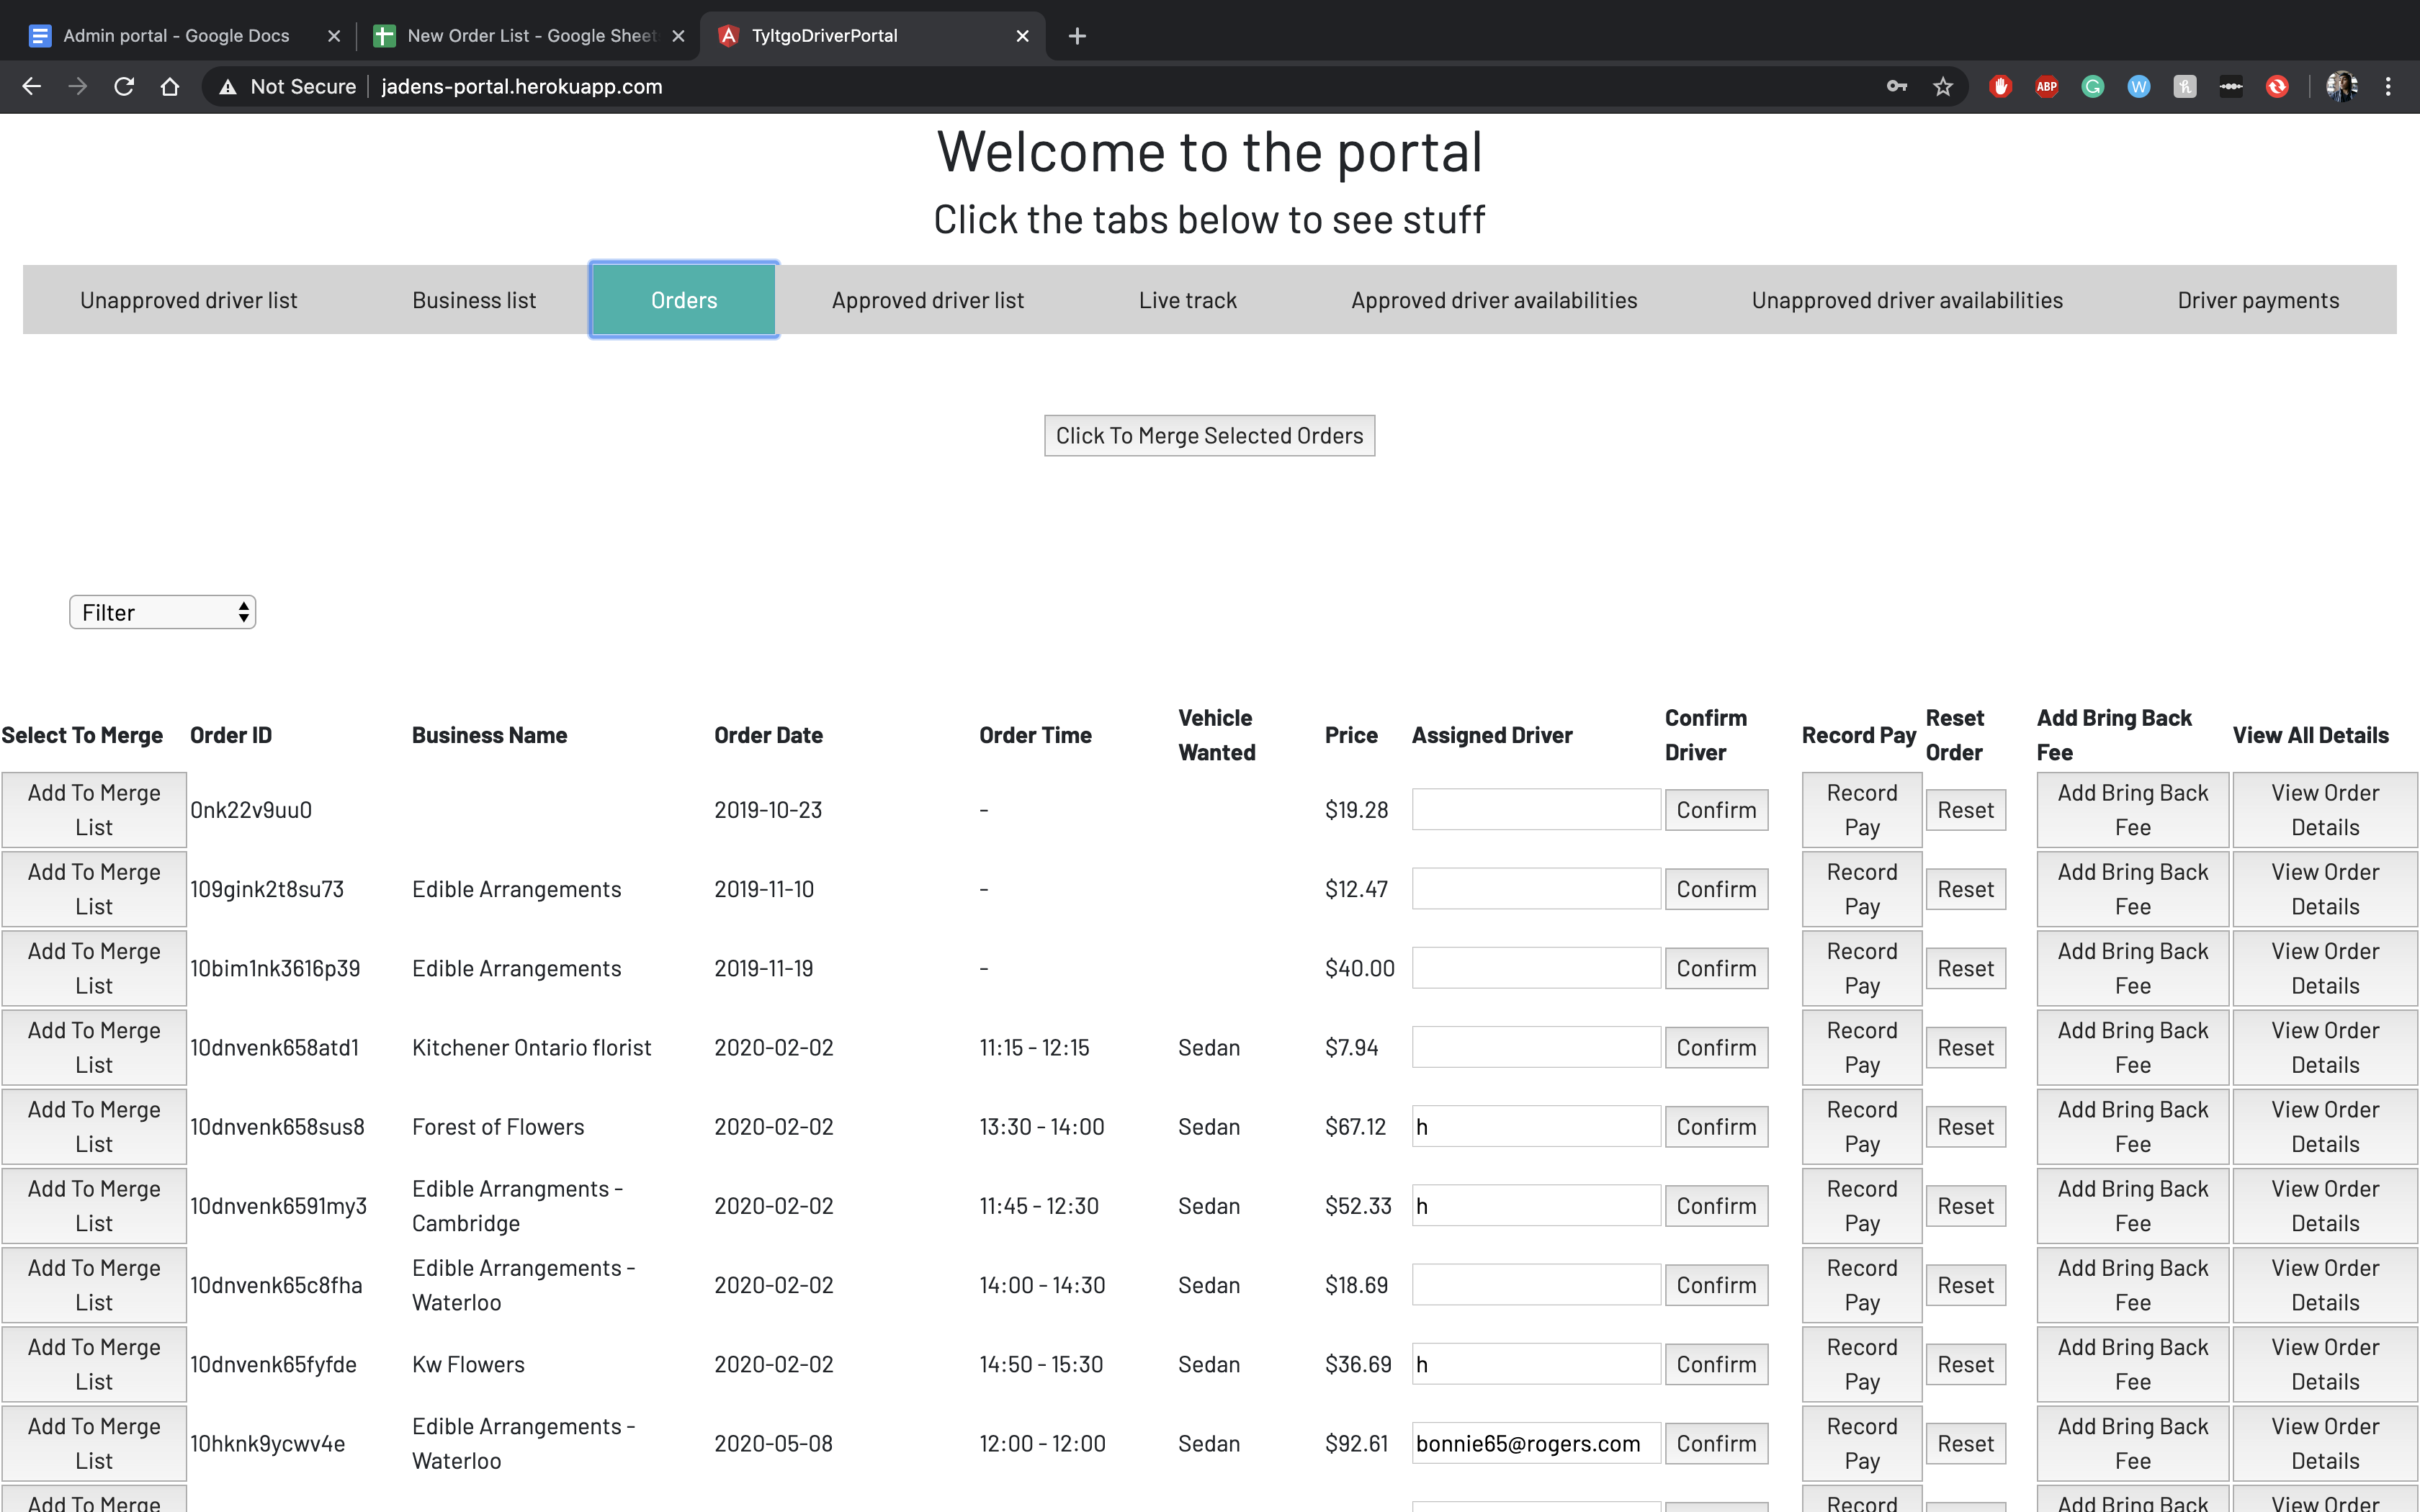 Admin portal - Google Docs
New Order List - Google Sheet
TyltgoDriverPortal
Not Secure jadens-portal.herokuapp.com
ABP
Welcome to the portal
Click the tabs below to see stuff
Unapproved driver list Business list Orders Approved driver list Live track Approved driver availabilities Unapproved driver availabilities Driver payments
Click To Merge Selected Orders
Filter
Select To Merge Order ID Business Name Order Date Order Time Vehicle Wanted Price Assigned Driver Confirm Driver Record Pay Reset Order Add Bring Back Fee View All Details
Add To Merge List 0nk22v9uu0 2019-10-23 - $19.28 Confirm Record Pay Reset Add Bring Back Fee View Order Details
Add To Merge List 109gink2t8su73 Edible Arrangements 2019-11-10 - $12.47 Confirm Record Pay Reset Add Bring Back Fee View Order Details
Add To Merge List 10bim1nk3616p39 Edible Arrangements 2019-11-19 - $40.00 Confirm Record Pay Reset Add Bring Back Fee View Order Details
Add To Merge List 10dnvenk658atd1 Kitchener Ontario florist 2020-02-02 11:15 - 12:15 Sedan $7.94 Confirm Record Pay Reset Add Bring Back Fee View Order Details
Add To Merge List 10dnvenk658sus8 Forest of Flowers 2020-02-02 13:30 - 14:00 Sedan $67.12 h Confirm Record Pay Reset Add Bring Back Fee View Order Details
Add To Merge List 10dnvenk6591my3 Edible Arrangments - Cambridge 2020-02-02 11:45 - 12:30 Sedan $52.33 h Confirm Record Pay Reset Add Bring Back Fee View Order Details
Add To Merge List 10dnvenk65c8fha Edible Arrangements - Waterloo 2020-02-02 14:00 - 14:30 Sedan $18.69 Confirm Record Pay Reset Add Bring Back Fee View Order Details
Add To Merge List 10dnvenk65fyfde Kw Flowers 2020-02-02 14:50 - 15:30 Sedan $36.69 h Confirm Record Pay Reset Add Bring Back Fee View Order Details
Add To Merge List 10hknk9ycwv4e Edible Arrangements - Waterloo 2020-05-08 12:00 - 12:00 Sedan $92.61 bonnie65@rogers.com Confirm Record Pay Reset Add Bring Back Fee View Order Details
Add To Merge Record Add Bring Back View Order